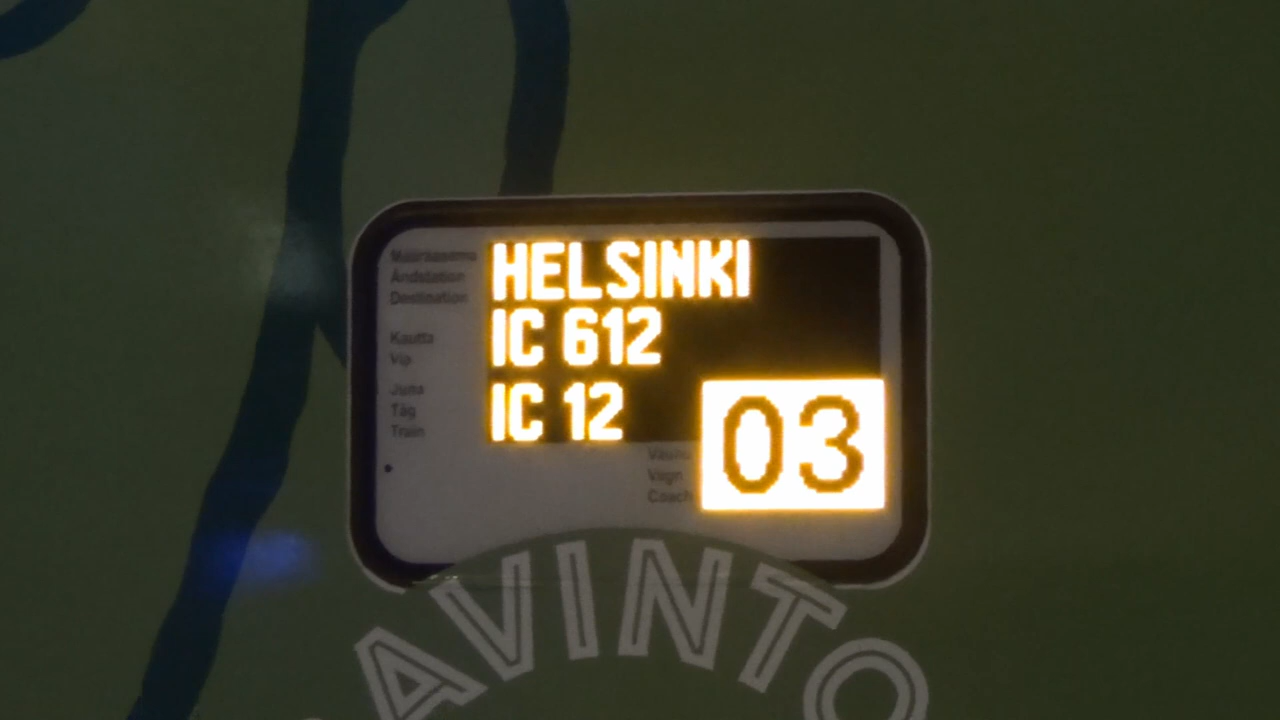 Määräasema
Ändstation
Destination
HELSINKI
Kautta
Via
IC 612
Juna
Tåg
Train
IC 12
Vaunu
Vagn
Coach
03
AVINTO